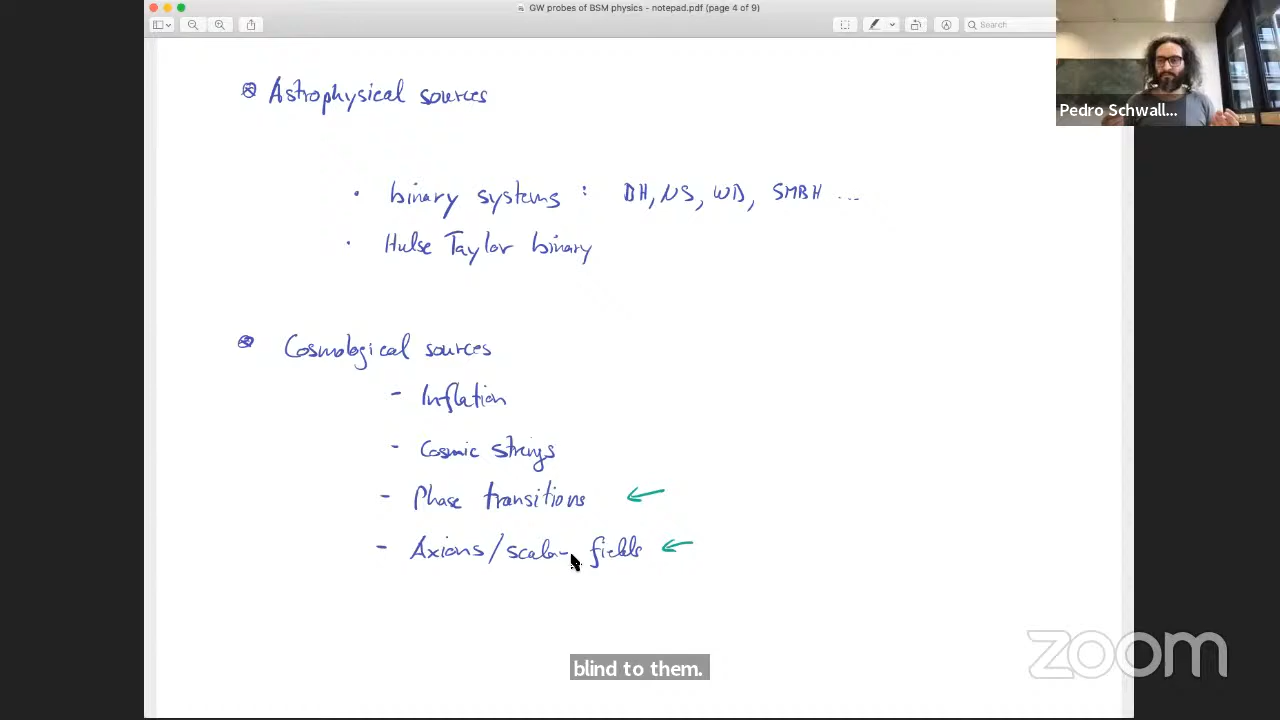 GW probes of BSM physics - notepad.pdf (page 4 of 9)
Search
Pedro Schwall...
Astrophysical sources
· binary systems : BH, NS, WD, SMBH ...
· Hulse Taylor binary
Cosmological sources
- Inflation
- Cosmic strings
- Phase transitions ←
- Axions/scalar fields ←
blind to them.
zoom